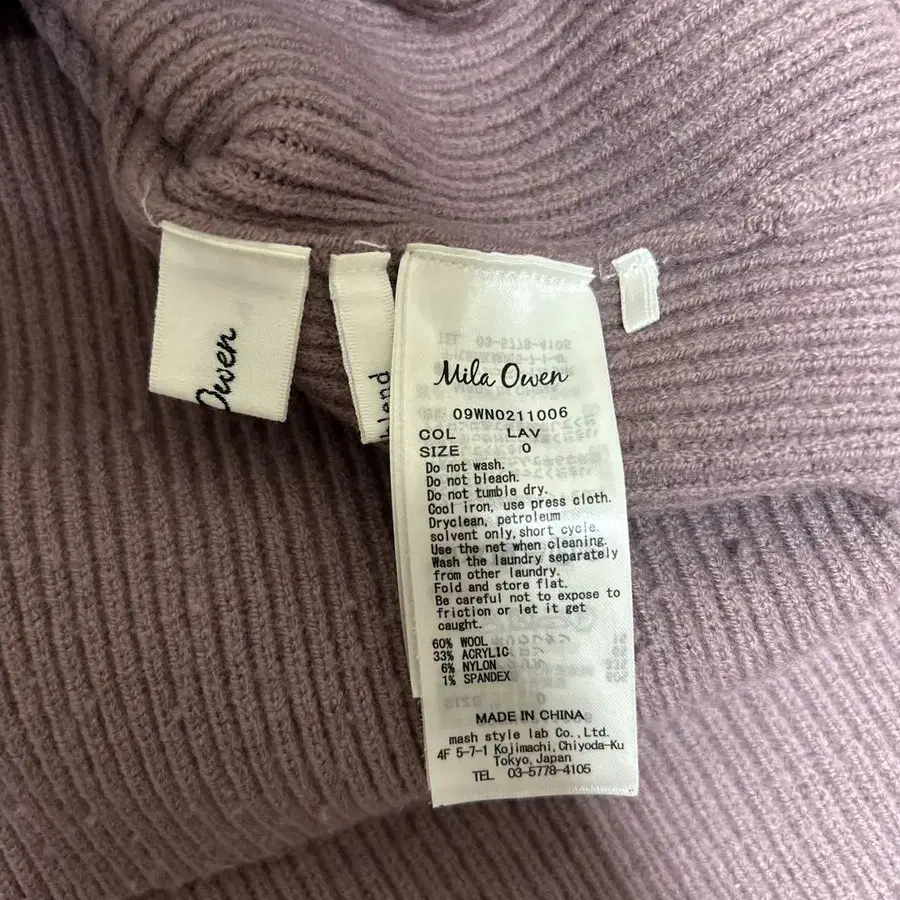 Owen
blend
Mila Owen
09WN0211006
COL LAV
SIZE 0
Do not wash.
Do not bleach.
Do not tumble dry.
Cool iron, use press cloth.
Dryclean, petroleum
solvent only, short cycle.
Use the net when cleaning.
Wash the laundry separately
from other laundry.
Fold and store flat.
Be careful not to expose to
friction or let it get
caught.
60% WOOL
33% ACRYLIC
6% NYLON
1% SPANDEX
MADE IN CHINA
mash style lab Co., Ltd.
4F 5-7-1 Kojimachi, Chiyoda-Ku
Tokyo, Japan
TEL 03-5778-4105